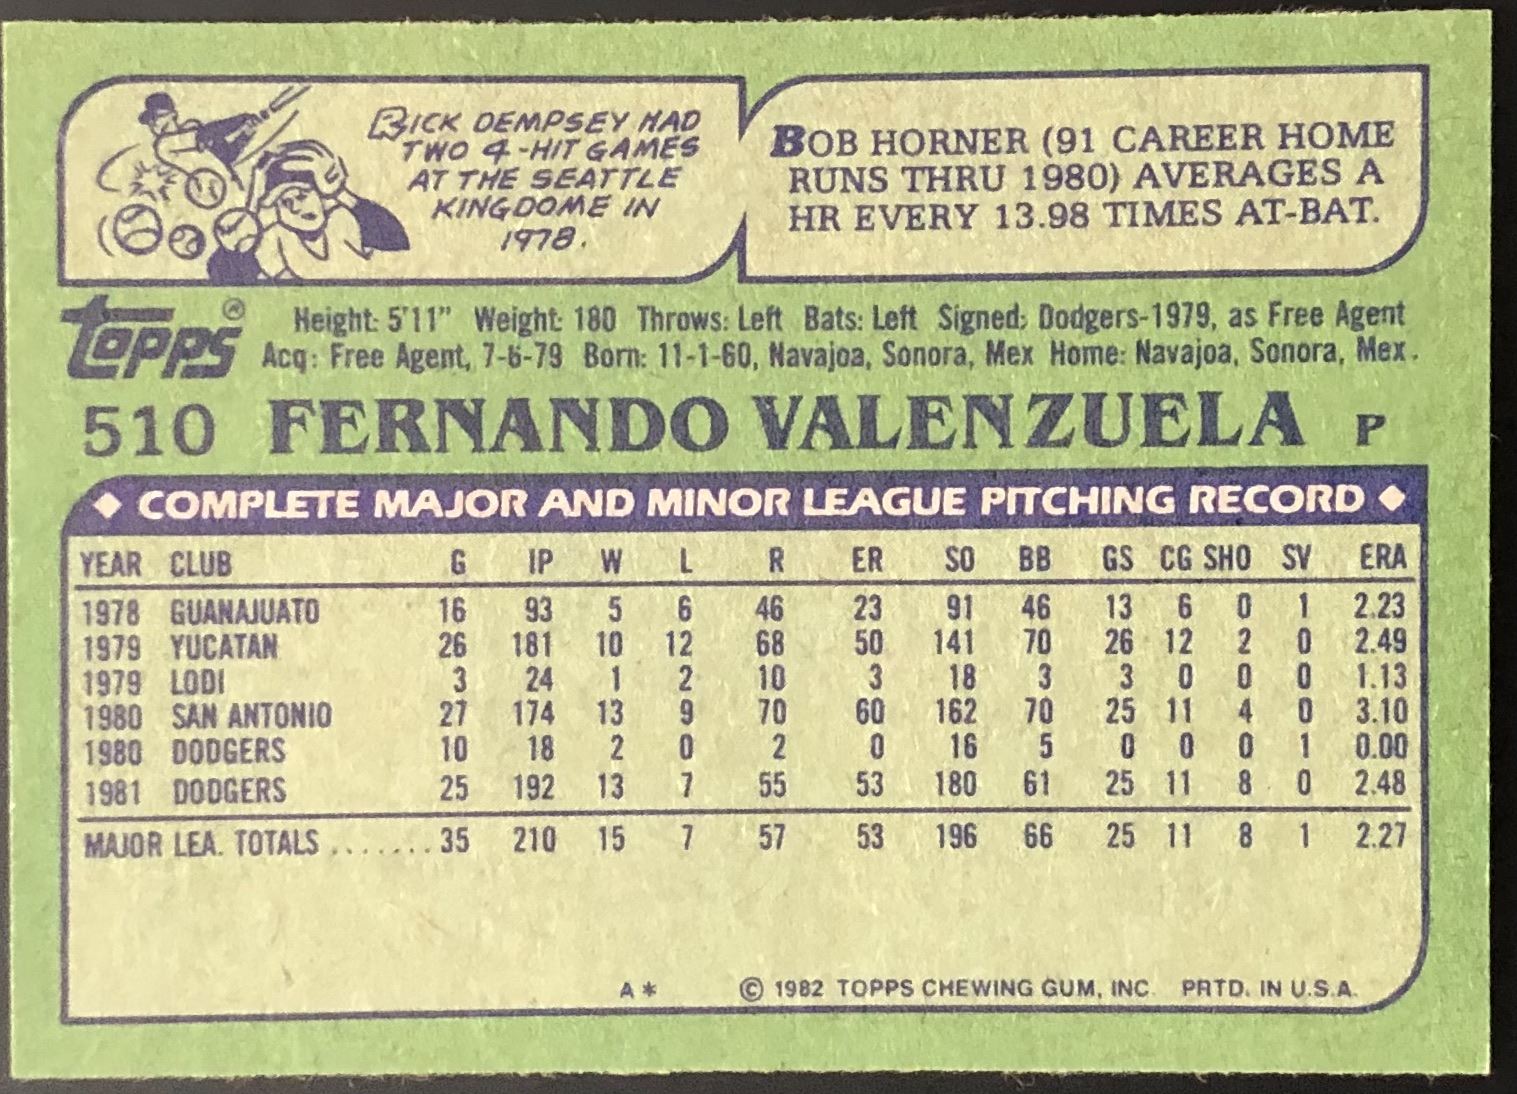 RICK DEMPSEY HAD
TWO 4-HIT GAMES
AT THE SEATTLE
KINGDOME IN
1978.
BOB HORNER (91 CAREER HOME
RUNS THRU 1980) AVERAGES A
HR EVERY 13.98 TIMES AT-BAT.
Topps®
Height: 5'11" Weight: 180 Throws: Left Bats: Left Signed: Dodgers-1979, as Free Agent
Acq: Free Agent, 7-6-79 Born: 11-1-60, Navajoa, Sonora, Mex Home: Navajoa, Sonora, Mex.
510 FERNANDO VALENZUELA P
◆ COMPLETE MAJOR AND MINOR LEAGUE PITCHING RECORD ◆
YEAR CLUB G IP W L R ER SO BB GS CG SHO SV ERA
1978 GUANAJUATO 16 93 5 6 46 23 91 46 13 6 0 1 2.23
1979 YUCATAN 26 181 10 12 68 50 141 70 26 12 2 0 2.49
1979 LODI 3 24 1 2 10 3 18 3 3 0 0 0 1.13
1980 SAN ANTONIO 27 174 13 9 70 60 162 70 25 11 4 0 3.10
1980 DODGERS 10 18 2 0 2 0 16 5 0 0 0 1 0.00
1981 DODGERS 25 192 13 7 55 53 180 61 25 11 8 0 2.48
MAJOR LEA. TOTALS ....... 35 210 15 7 57 53 196 66 25 11 8 1 2.27
A* © 1982 TOPPS CHEWING GUM, INC. PRTD. IN U.S.A.